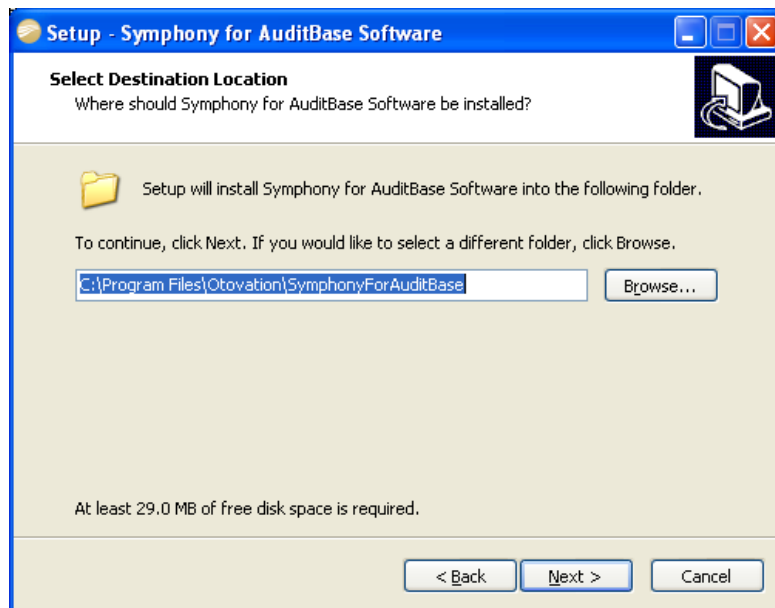 Setup - Symphony for AuditBase Software
Select Destination Location
Where should Symphony for AuditBase Software be installed?
Setup will install Symphony for AuditBase Software into the following folder.
To continue, click Next. If you would like to select a different folder, click Browse.
C:\Program Files\Otovation\SymphonyForAuditBase
Browse...
At least 29.0 MB of free disk space is required.
< Back
Next >
Cancel